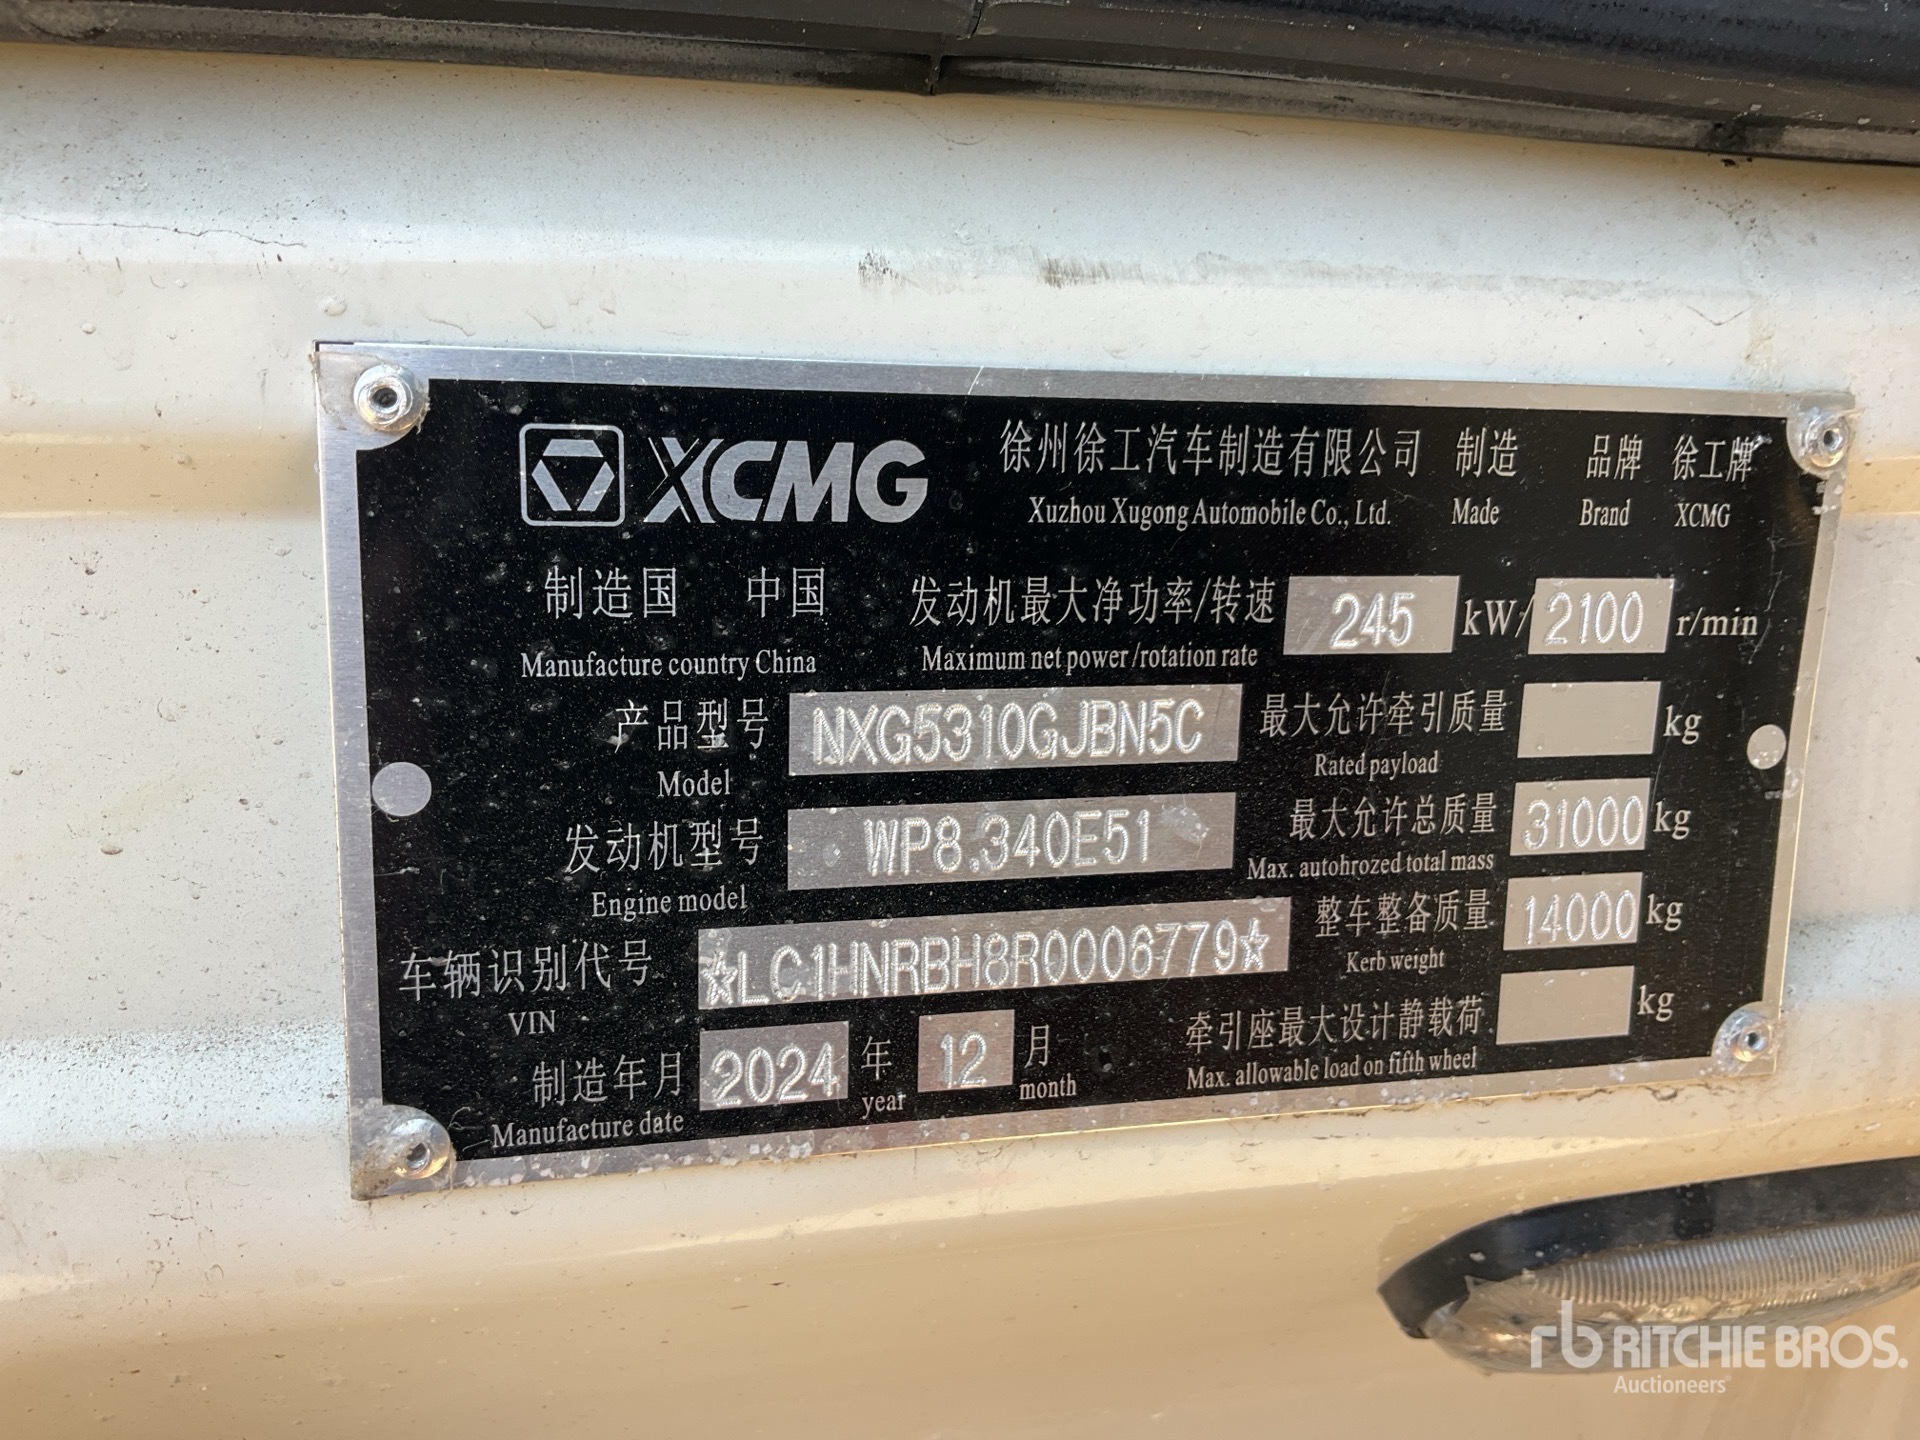 XCMG 徐州徐工汽车制造有限公司 制造 品牌 徐工牌
Xuzhou Xugong Automobile Co., Ltd. Made Brand XCMG
制造国 中国 发动机最大净功率/转速 245 kW/ 2100 r/min
Manufacture country China Maximum net power /rotation rate
产品型号 NXG5310GJBN5C 最大允许牵引质量 kg
Model Rated payload
发动机型号 WP8.340E51 最大允许总质量 31000 kg
Engine model Max. autohrozed total mass
车辆识别代号 ☆LC1HNRBH8R0006779☆ 整车整备质量 14000 kg
VIN Kerb weight
制造年月 2024 年 12 月 牵引座最大设计静载荷 kg
Manufacture date year month Max. allowable load on fifth wheel
rb RITCHIE BROS.
Auctioneers